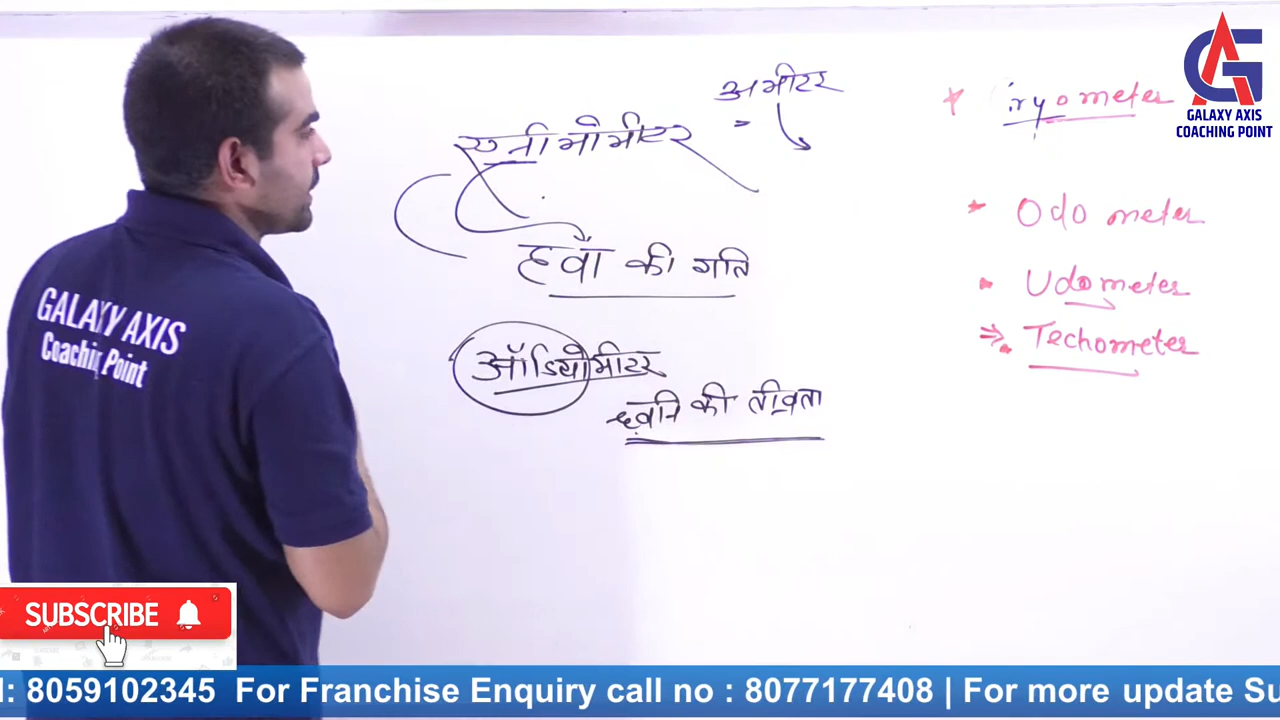 अमीटर
एनीमोमीटर
हवा की गति
ऑडियोमीटर
ध्वनि की तीव्रता
Odo meter
Udometer
Techometer
GALAXY AXIS
COACHING POINT
GALAXY AXIS
Coaching Point
SUBSCRIBE
: 8059102345 For Franchise Enquiry call no : 8077177408 | For more update